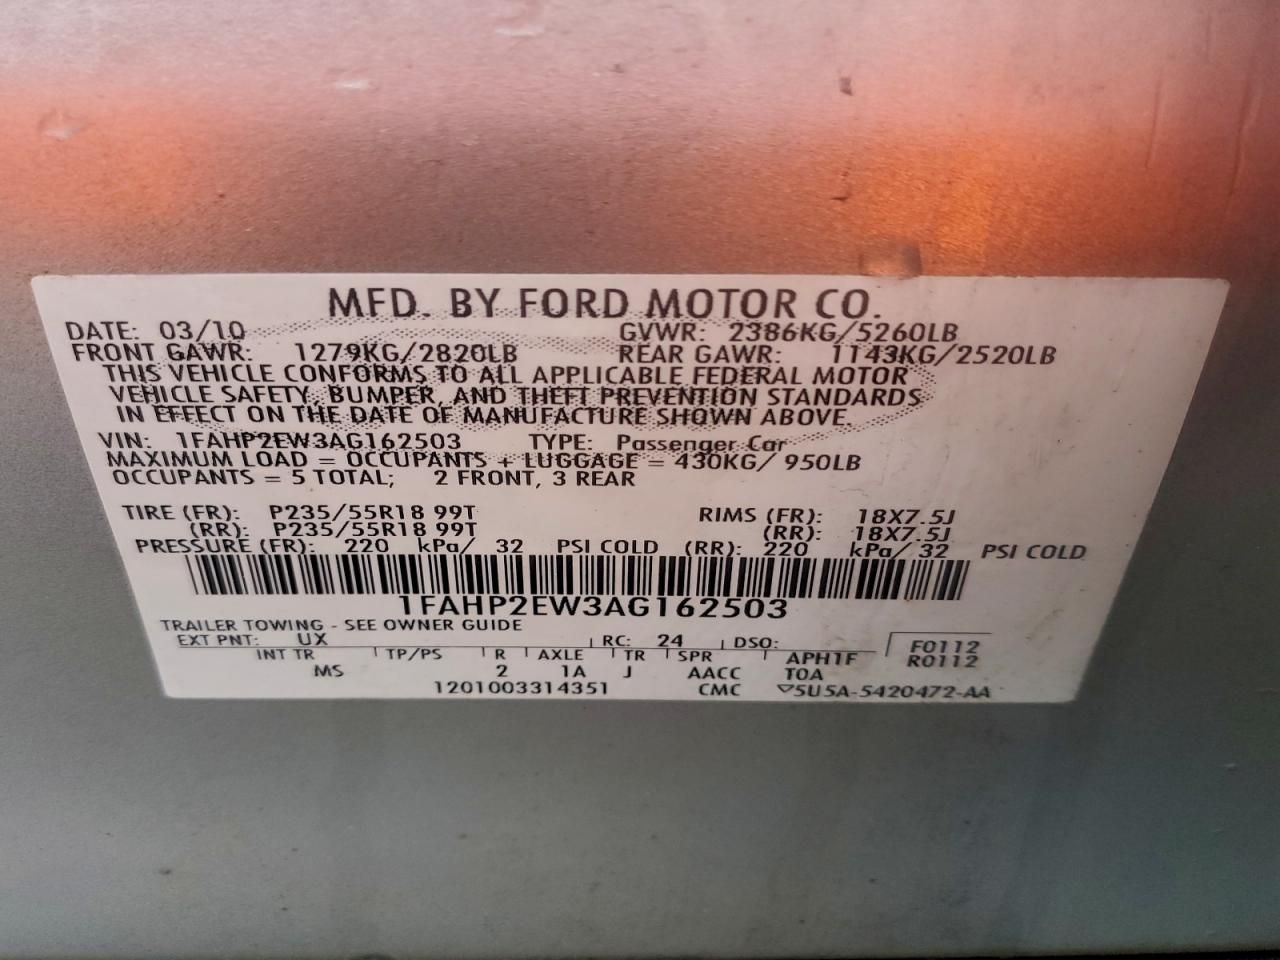 MFD. BY FORD MOTOR CO.
DATE: 03/10 GVWR: 2386KG/5260LB
FRONT GAWR: 1279KG/2820LB REAR GAWR: 1143KG/2520LB
THIS VEHICLE CONFORMS TO ALL APPLICABLE FEDERAL MOTOR
VEHICLE SAFETY, BUMPER, AND THEFT PREVENTION STANDARDS
IN EFFECT ON THE DATE OF MANUFACTURE SHOWN ABOVE.
VIN: 1FAHP2EW3AG162503 TYPE: Passenger Car
MAXIMUM LOAD = OCCUPANTS + LUGGAGE = 430KG/ 950LB
OCCUPANTS = 5 TOTAL; 2 FRONT, 3 REAR
TIRE (FR): P235/55R18 99T RIMS (FR): 18X7.5J
(RR): P235/55R18 99T (RR): 18X7.5J
PRESSURE (FR): 220 kPa/ 32 PSI COLD (RR): 220 kPa/ 32 PSI COLD
1FAHP2EW3AG162503
TRAILER TOWING - SEE OWNER GUIDE
EXT PNT: UX RC: 24 DSO: F0112
INT TR TP/PS R AXLE TR SPR APH1F R0112
MS 2 1A J AACC TOA
1201003314351 CMC ▽5U5A-5420472-AA